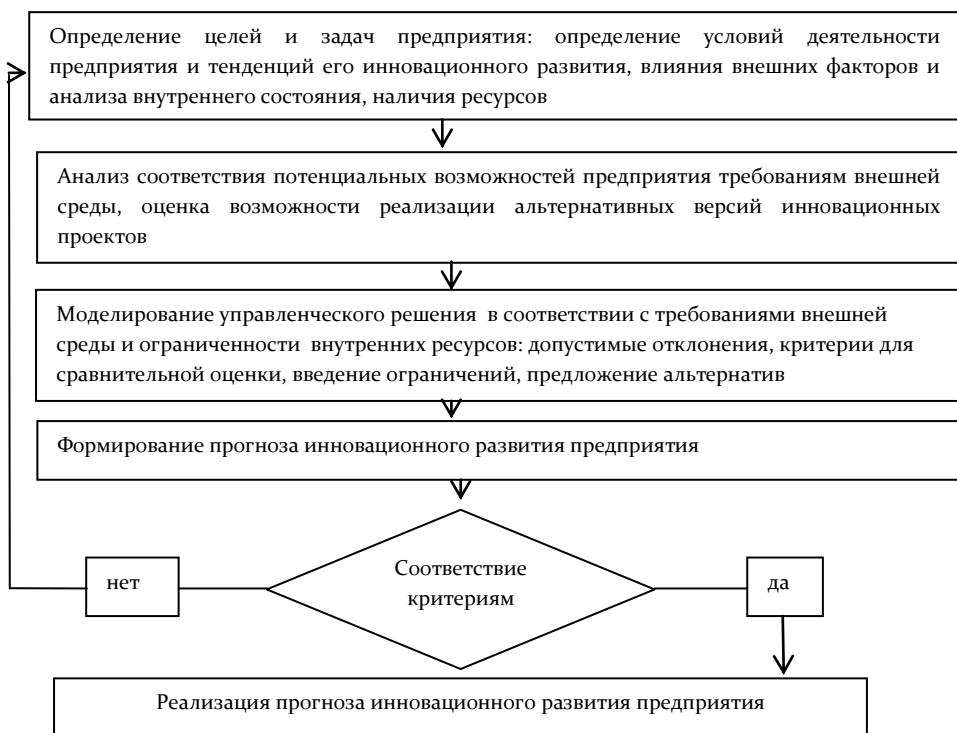 Определение целей и задач предприятия: определение условий деятельности
предприятия и тенденций его инновационного развития, влияния внешних факторов и
анализа внутреннего состояния, наличия ресурсов
Анализ соответствия потенциальных возможностей предприятия требованиям внешней
среды, оценка возможности реализации альтернативных версий инновационных
проектов
Моделирование управленческого решения в соответствии с требованиями внешней
среды и ограниченности внутренних ресурсов: допустимые отклонения, критерии для
сравнительной оценки, введение ограничений, предложение альтернатив
Формирование прогноза инновационного развития предприятия
Соответствие
критериям
нет
да
Реализация прогноза инновационного развития предприятия